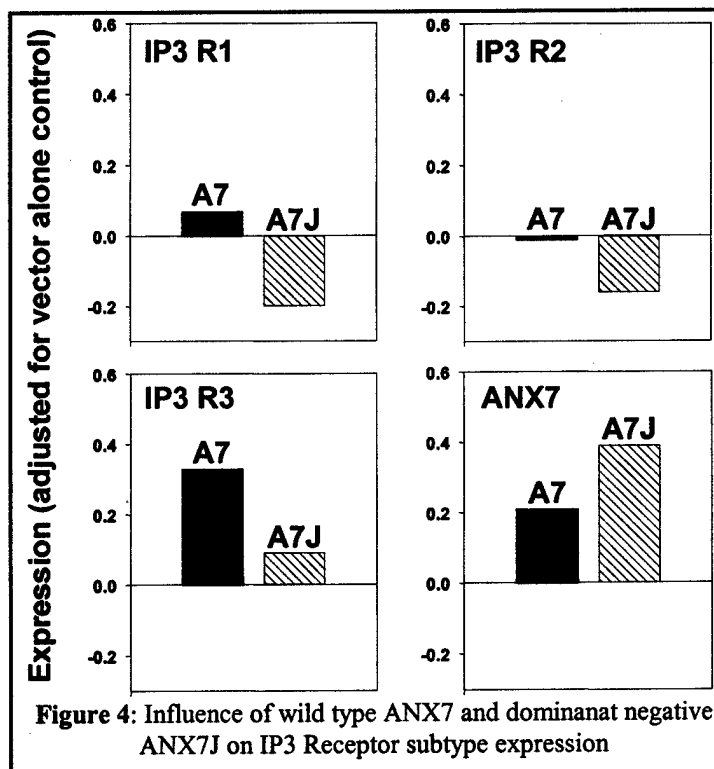 Expression (adjusted for vector alone control)
IP3 R1
0.6
0.4
0.2
0.0
-0.2
A7
A7J
IP3 R2
0.6
0.4
0.2
0.0
-0.2
A7
A7J
IP3 R3
0.6
0.4
0.2
0.0
-0.2
A7
A7J
ANX7
0.6
0.4
0.2
0.0
-0.2
A7
A7J
Figure 4: Influence of wild type ANX7 and dominanat negative
ANX7J on IP3 Receptor subtype expression